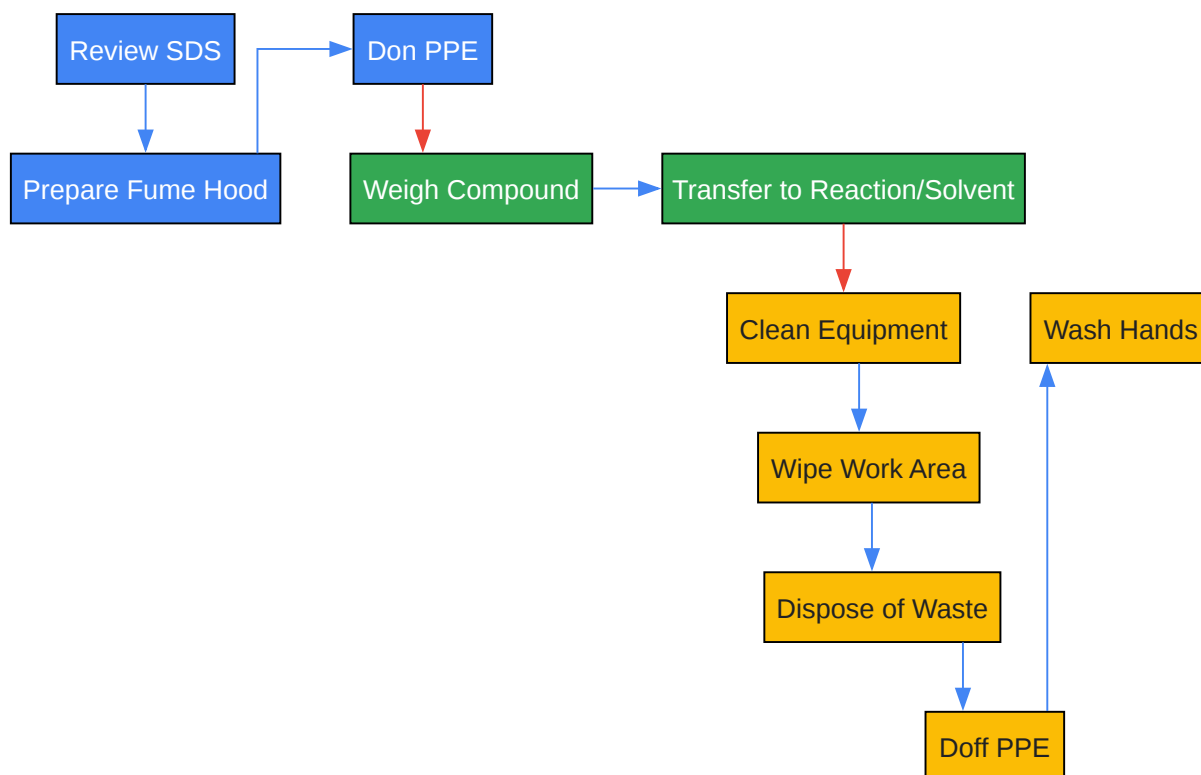 Review SDS
Don PPE
Prepare Fume Hood
Weigh Compound
Transfer to Reaction/Solvent
Clean Equipment
Wash Hands
Wipe Work Area
Dispose of Waste
Doff PPE